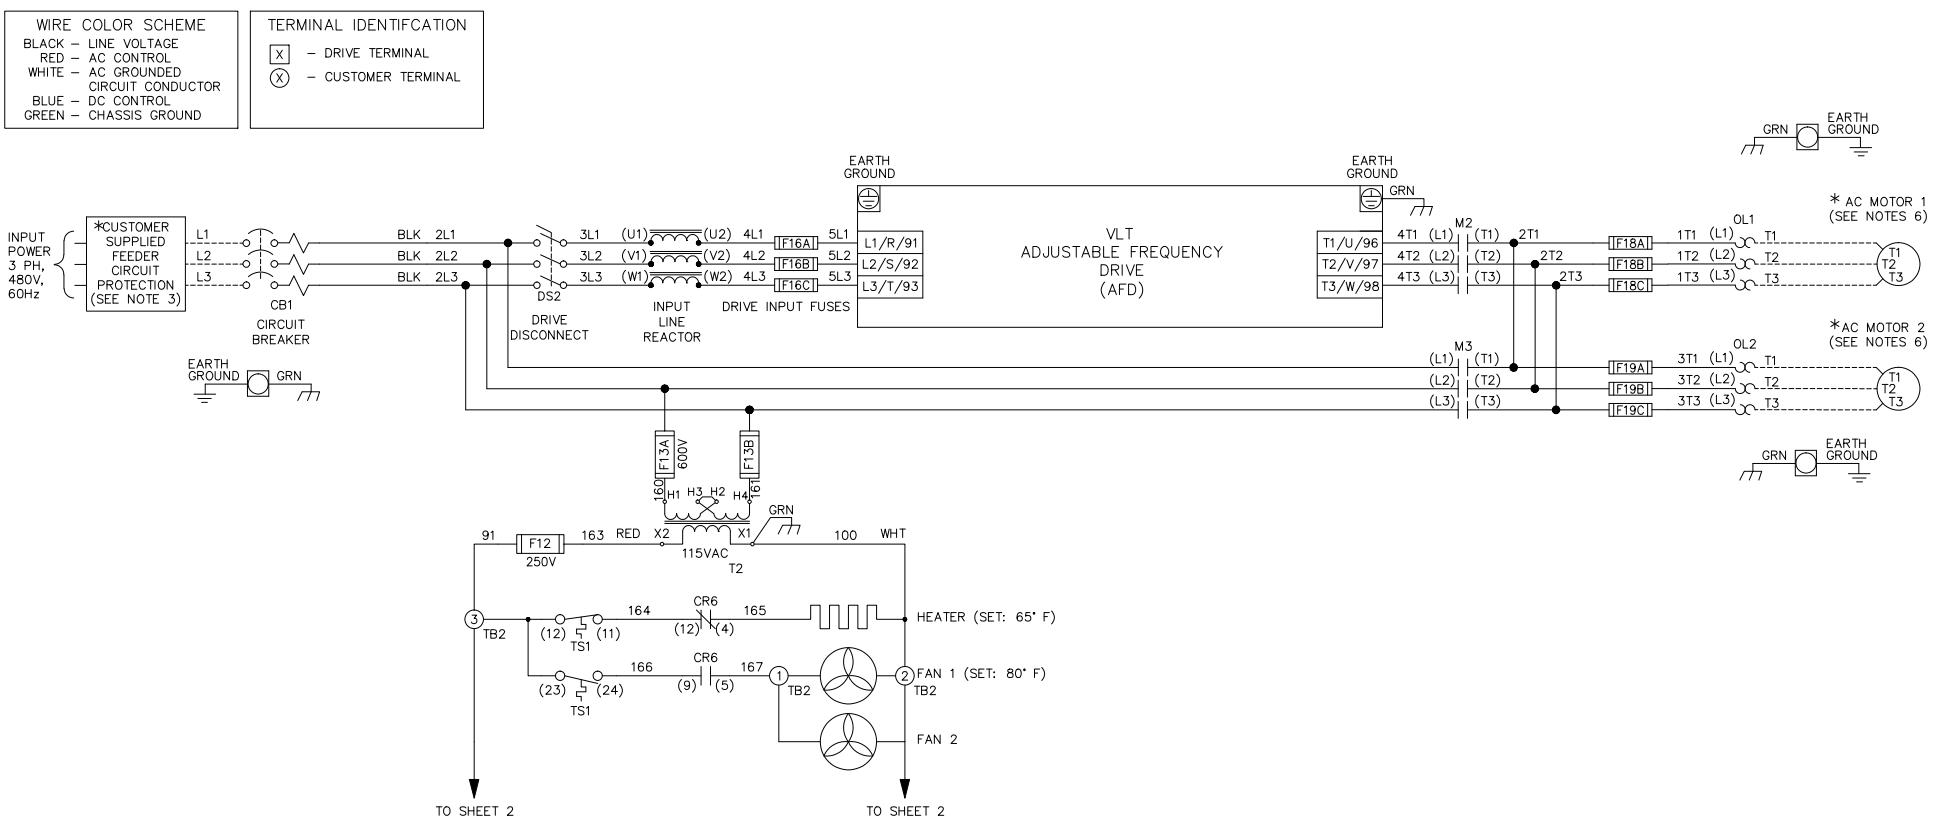 WIRE COLOR SCHEME
BLACK – LINE VOLTAGE
RED – AC CONTROL
WHITE – AC GROUNDED
CIRCUIT CONDUCTOR
BLUE – DC CONTROL
GREEN – CHASSIS GROUND
TERMINAL IDENTIFCATION
X – DRIVE TERMINAL
X – CUSTOMER TERMINAL
GRN
EARTH
GROUND
INPUT
POWER
3 PH,
480V,
60Hz
*CUSTOMER
SUPPLIED
FEEDER
CIRCUIT
PROTECTION
(SEE NOTE 3)
L1
L2
L3
CB1
CIRCUIT
BREAKER
BLK 2L1
BLK 2L2
BLK 2L3
DS2
DRIVE
DISCONNECT
3L1 (U1) (U2) 4L1 F16A 5L1
3L2 (V1) (V2) 4L2 F16B 5L2
3L3 (W1) (W2) 4L3 F16C 5L3
INPUT
LINE
REACTOR
DRIVE INPUT FUSES
EARTH
GROUND
L1/R/91
L2/S/92
L3/T/93
VLT
ADJUSTABLE FREQUENCY
DRIVE
(AFD)
EARTH
GROUND
GRN
T1/U/96
T2/V/97
T3/W/98
M2
4T1 (L1) (T1) 2T1 F18A 1T1 (L1) T1
4T2 (L2) (T2) 2T2 F18B 1T2 (L2) T2
4T3 (L3) (T3) 2T3 F18C 1T3 (L3) T3
OL1
* AC MOTOR 1
(SEE NOTES 6)
T1
T2
T3
M3
(L1) (T1) F19A 3T1 (L1) T1
(L2) (T2) F19B 3T2 (L2) T2
(L3) (T3) F19C 3T3 (L3) T3
OL2
*AC MOTOR 2
(SEE NOTES 6)
T1
T2
T3
EARTH
GROUND
GRN
GRN
EARTH
GROUND
F13A
600V
F13B
160
161
H1 H3 H2 H4
GRN
91 F12 163 RED X2 X1 100 WHT
250V
115VAC
T2
3
TB2
(12) (11)
TS1
164
CR6
(12) (4)
165
HEATER (SET: 65° F)
(23) (24)
TS1
166
CR6
(9) (5)
167
1
TB2
2
TB2
FAN 1 (SET: 80° F)
FAN 2
TO SHEET 2
TO SHEET 2